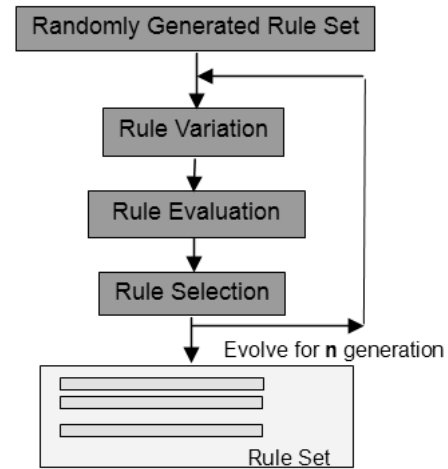 Randomly Generated Rule Set
Rule Variation
Rule Evaluation
Rule Selection
Evolve for n generation
Rule Set